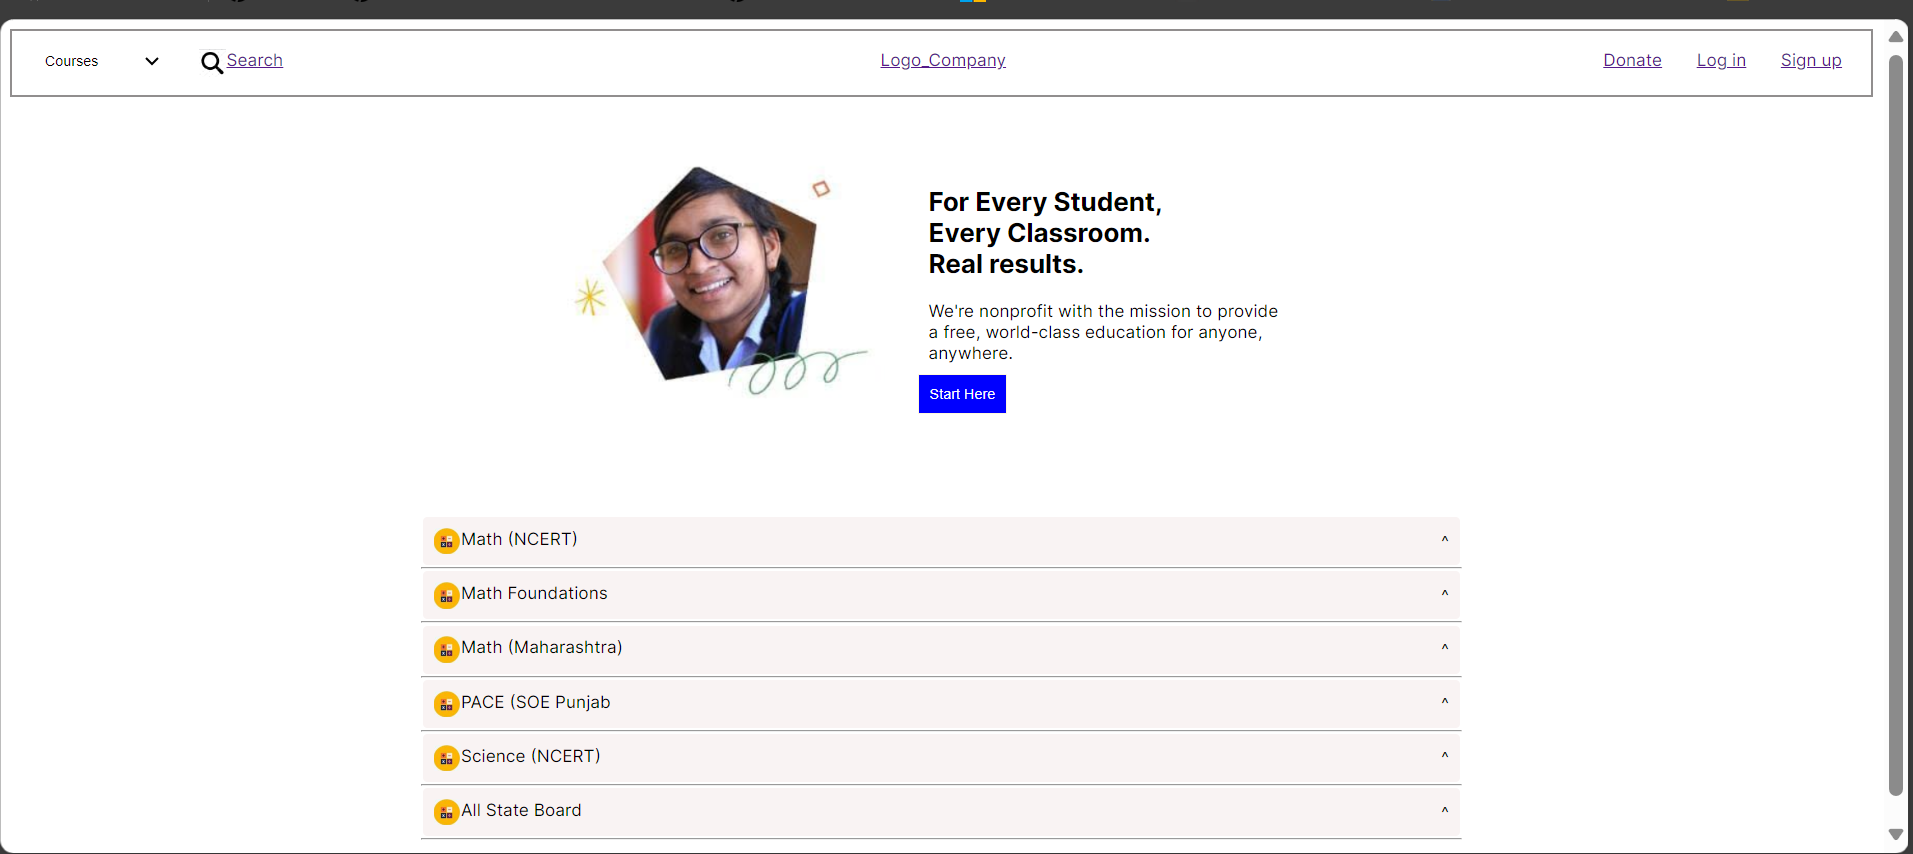 Courses
Search
Logo_Company
Donate
Log in
Sign up
For Every Student,
Every Classroom.
Real results.
We're nonprofit with the mission to provide
a free, world-class education for anyone,
anywhere.
Start Here
Math (NCERT) ^
Math Foundations ^
Math (Maharashtra) ^
PACE (SOE Punjab ^
Science (NCERT) ^
All State Board ^